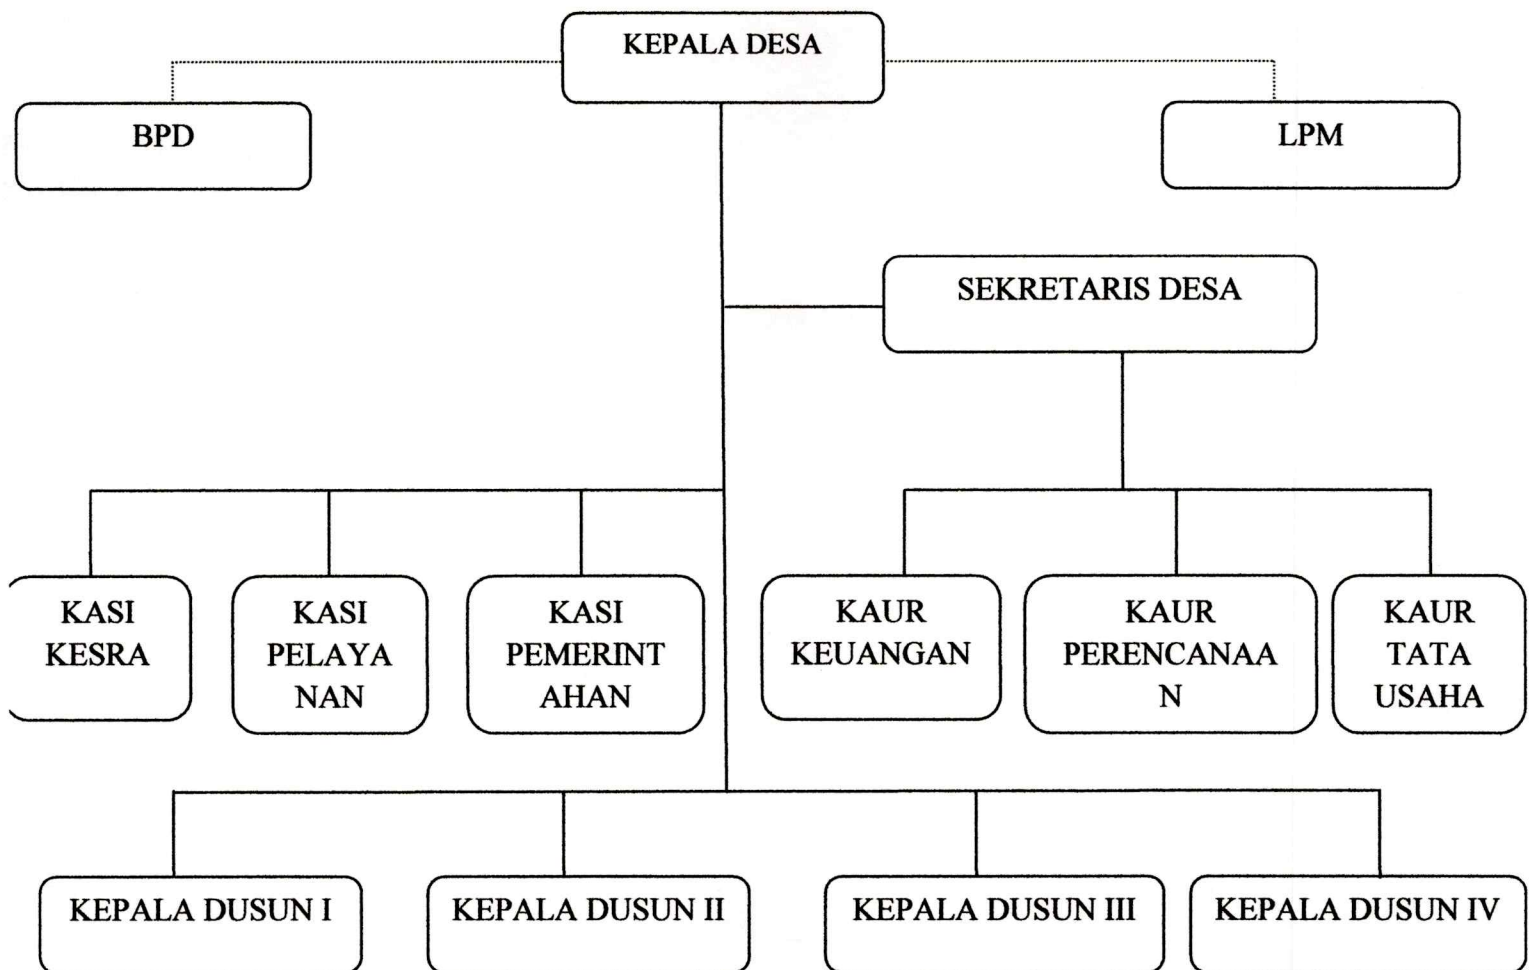 KEPALA DESA
BPD
LPM
SEKRETARIS DESA
KASI
KESRA
KASI
PELAYA
NAN
KASI
PEMERINT
AHAN
KAUR
KEUANGAN
KAUR
PERENCANAA
N
KAUR
TATA
USAHA
KEPALA DUSUN I
KEPALA DUSUN II
KEPALA DUSUN III
KEPALA DUSUN IV